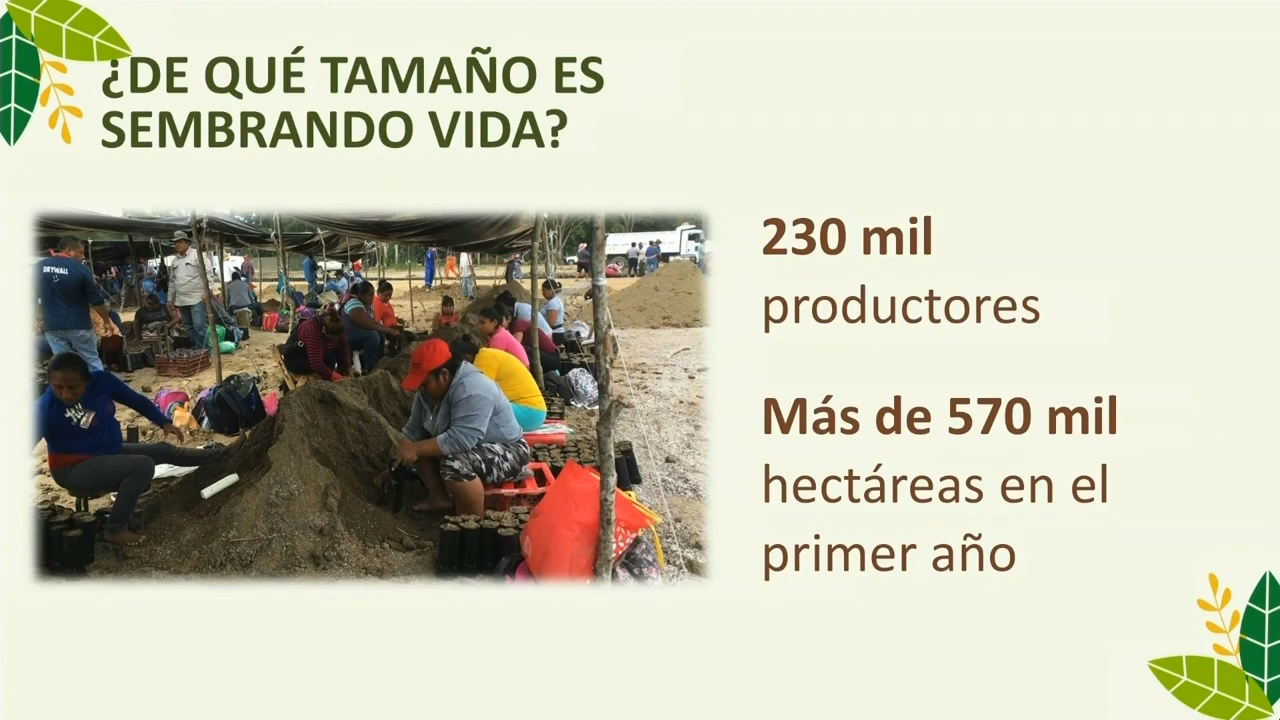 ¿DE QUÉ TAMAÑO ES
SEMBRANDO VIDA?
DRYWALL
230 mil
productores
Más de 570 mil
hectáreas en el
primer año